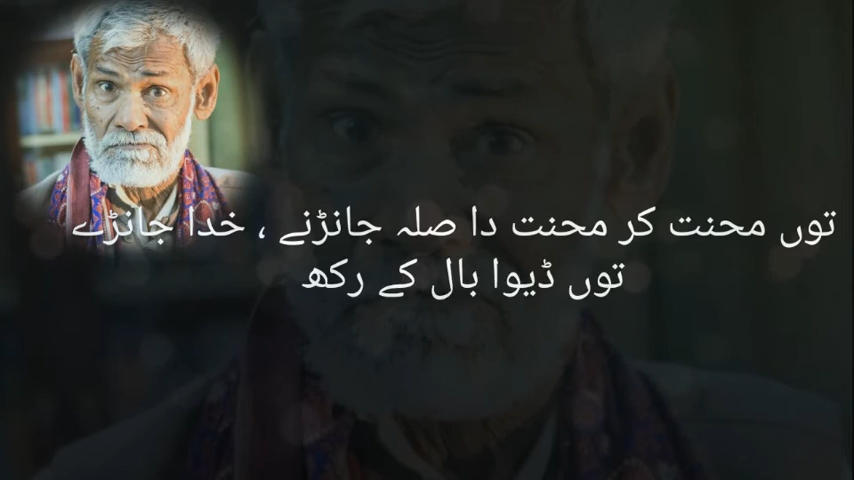 توں محنت کر محنت دا صلہ جانڑنے ، خدا جانڑے
توں ڈیوا بال کے رکھ